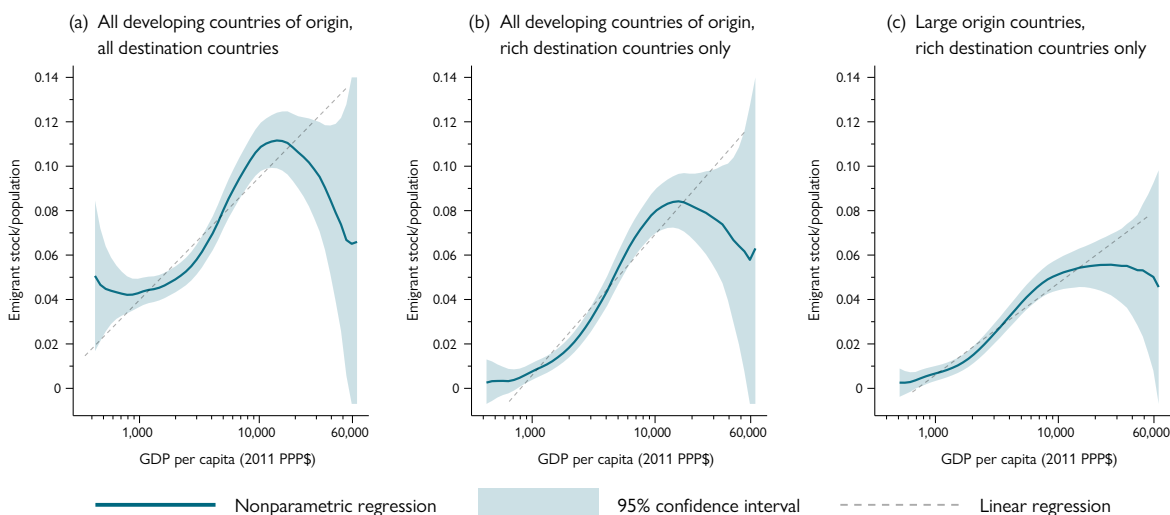 (a) All developing countries of origin,
all destination countries
(b) All developing countries of origin,
rich destination countries only
(c) Large origin countries,
rich destination countries only
Emigrant stock/population
0.14
0.12
0.10
0.08
0.06
0.04
0.02
0
1,000
10,000
60,000
GDP per capita (2011 PPP$)
Emigrant stock/population
0.14
0.12
0.10
0.08
0.06
0.04
0.02
0
1,000
10,000
60,000
GDP per capita (2011 PPP$)
Emigrant stock/population
0.14
0.12
0.10
0.08
0.06
0.04
0.02
0
1,000
10,000
60,000
GDP per capita (2011 PPP$)
Nonparametric regression
95% confidence interval
Linear regression